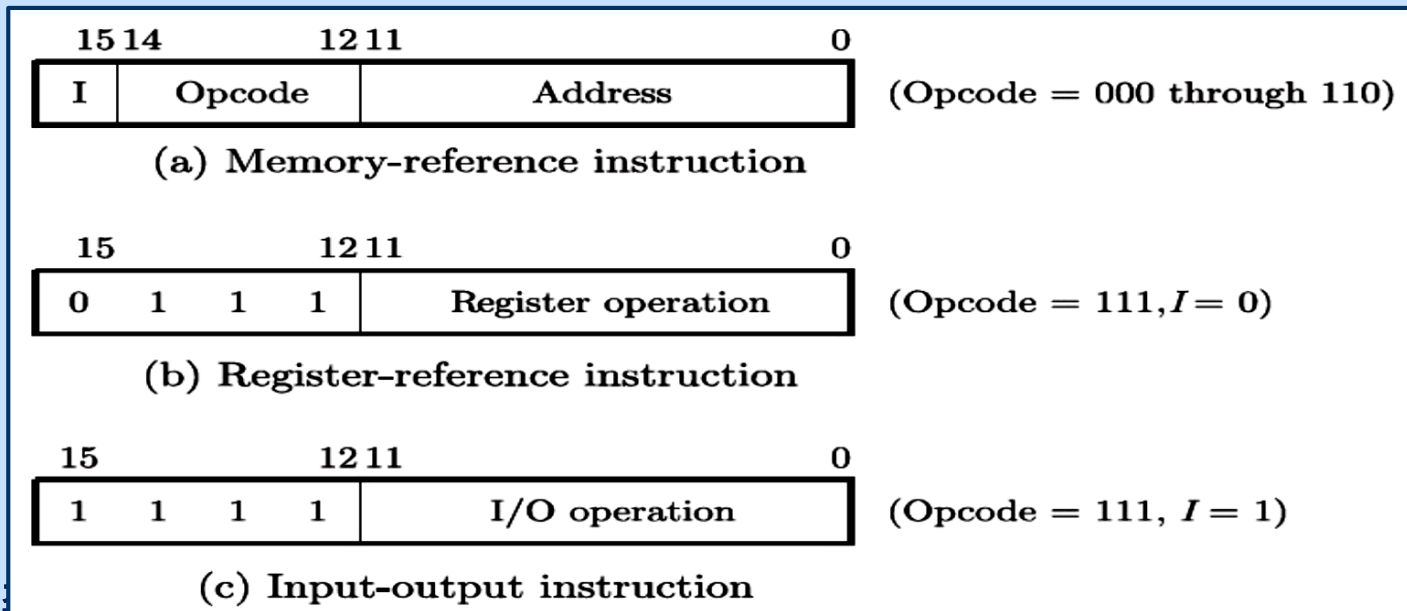 15 14 12 11 0
I Opcode Address (Opcode = 000 through 110)
(a) Memory-reference instruction
15 12 11 0
0 1 1 1 Register operation (Opcode = 111, I = 0)
(b) Register-reference instruction
15 12 11 0
1 1 1 1 I/O operation (Opcode = 111, I = 1)
(c) Input-output instruction